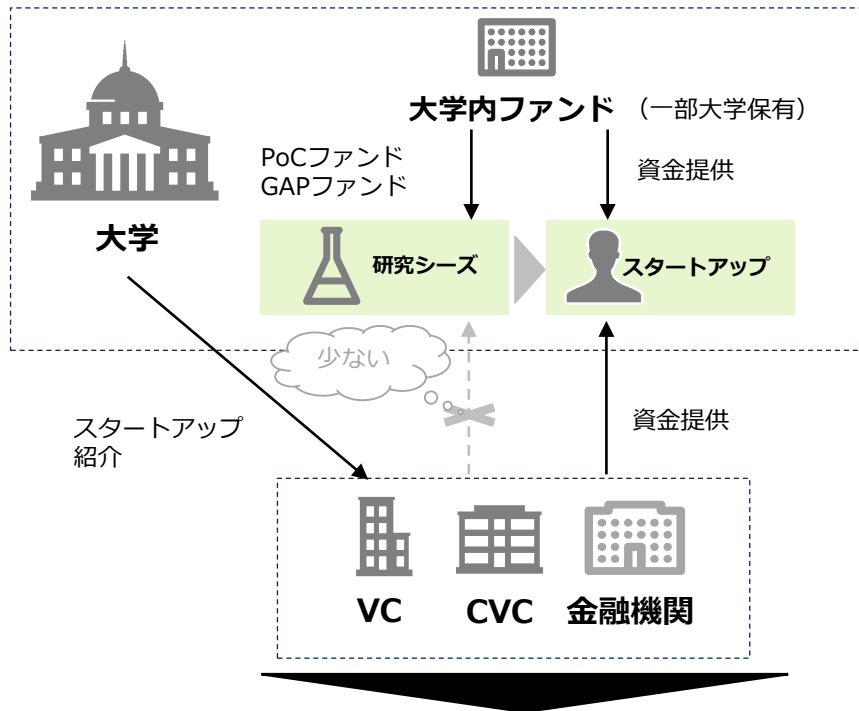 大学内ファンド （一部大学保有）
PoCファンド
GAPファンド
資金提供
大学
研究シーズ
スタートアップ
少ない
スタートアップ
紹介
資金提供
VC
CVC
金融機関